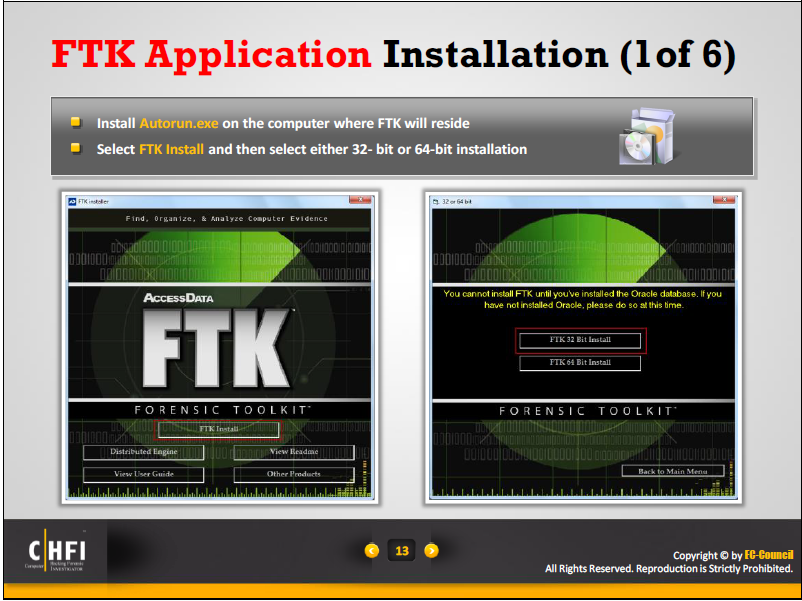 FTK Application Installation (1of 6)
Install Autorun.exe on the computer where FTK will reside
Select FTK Install and then select either 32- bit or 64-bit installation
FTK installer
Find, Organize, & Analyze Computer Evidence
ACCESSDATA
FTK
FORENSIC TOOLKIT
FTK Install
Distributed Engine
View Readme
View User Guide
Other Products
32 or 64 bit
You cannot install FTK until you've installed the Oracle database. If you
have not installed Oracle, please do so at this time.
FTK 32 Bit Install
FTK 64 Bit Install
FORENSIC TOOLKIT
Back to Main Menu
CHFI
Computer
Hacking Forensic
INVESTIGATOR
13
Copyright © by EC-Council
All Rights Reserved. Reproduction is Strictly Prohibited.